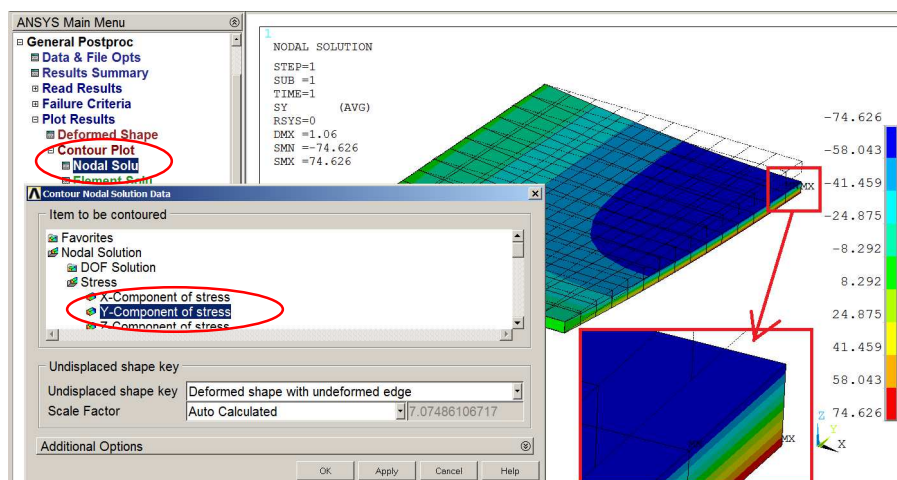 ANSYS Main Menu
General Postproc
Data & File Opts
Results Summary
Read Results
Failure Criteria
Plot Results
Deformed Shape
Contour Plot
Nodal Solu
Element Solu
Contour Nodal Solution Data
Item to be contoured
Favorites
Nodal Solution
DOF Solution
Stress
X-Component of stress
Y-Component of stress
Z-Component of stress
Undisplaced shape key
Undisplaced shape key Deformed shape with undeformed edge
Scale Factor Auto Calculated 7.07486106717
Additional Options
OK Apply Cancel Help
1
NODAL SOLUTION
STEP=1
SUB =1
TIME=1
SY (AVG)
RSYS=0
DMX =1.06
SMN =-74.626
SMX =74.626
MX
-74.626
-58.043
-41.459
-24.875
-8.292
8.292
24.875
41.459
58.043
74.626
MX
Z
Y
X